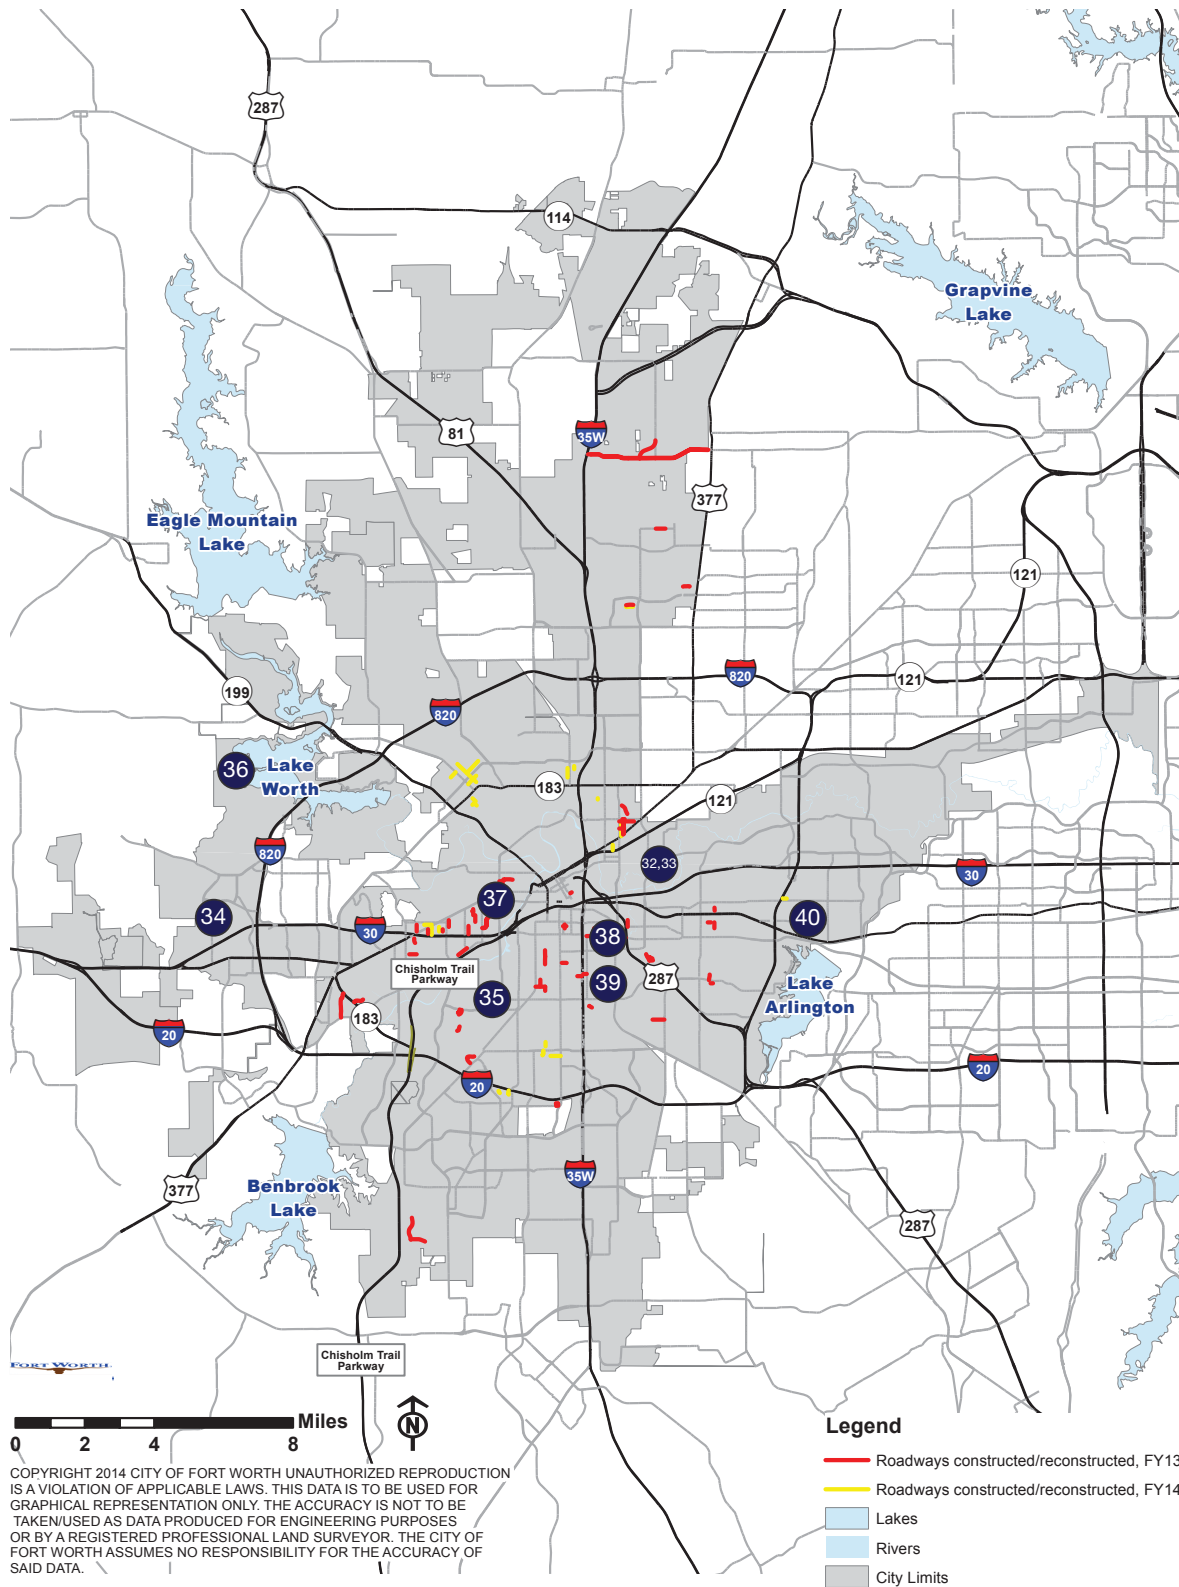 287
114
Grapvine
Lake
35W
81
377
Eagle Mountain
Lake
121
199
820
820
121
36
Lake
Worth
183
121
820
32,33
30
37
34
30
40
38
Chisholm Trail
Parkway
287
39
35
Lake
Arlington
183
20
20
20
35W
377
Benbrook
Lake
287
Chisholm Trail
Parkway
FORT WORTH
Miles
0 2 4 8
N
COPYRIGHT 2014 CITY OF FORT WORTH UNAUTHORIZED REPRODUCTION
IS A VIOLATION OF APPLICABLE LAWS. THIS DATA IS TO BE USED FOR
GRAPHICAL REPRESENTATION ONLY. THE ACCURACY IS NOT TO BE
TAKEN/USED AS DATA PRODUCED FOR ENGINEERING PURPOSES
OR BY A REGISTERED PROFESSIONAL LAND SURVEYOR. THE CITY OF
FORT WORTH ASSUMES NO RESPONSIBILITY FOR THE ACCURACY OF
SAID DATA.
Legend
Roadways constructed/reconstructed, FY13
Roadways constructed/reconstructed, FY14
Lakes
Rivers
City Limits